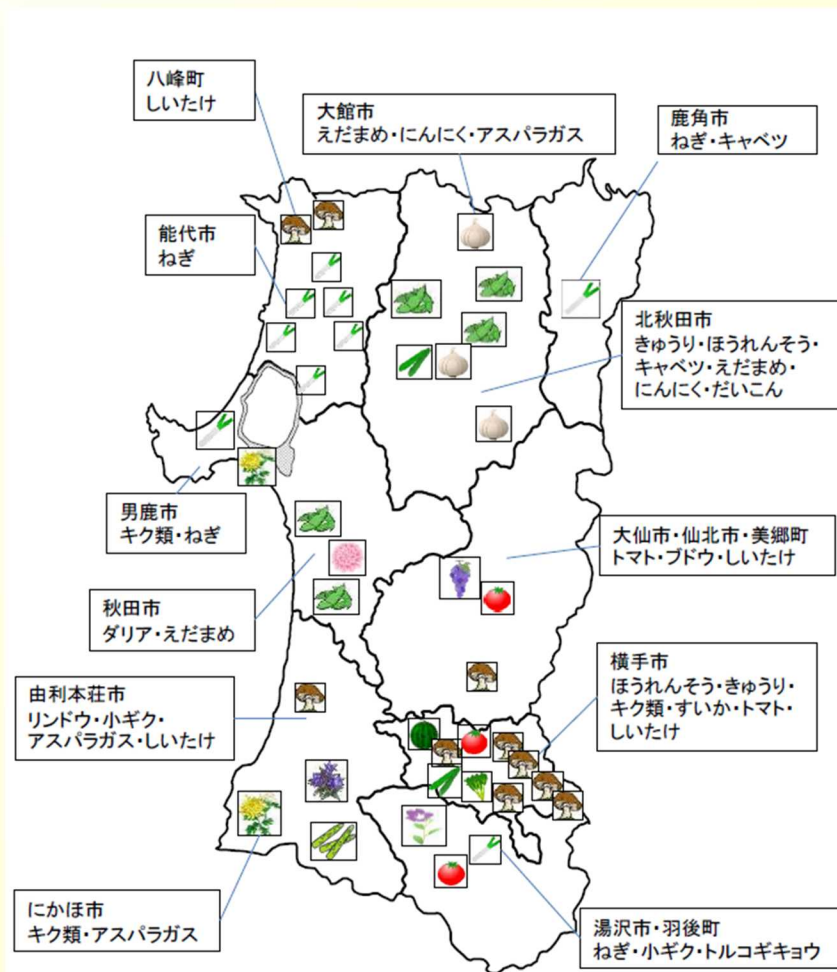 八峰町
しいたけ
大館市
えだまめ・にんにく・アスパラガス
鹿角市
ねぎ・キャベツ
能代市
ねぎ
北秋田市
きゅうり・ほうれんそう・
キャベツ・えだまめ・
にんにく・だいこん
男鹿市
キク類・ねぎ
大仙市・仙北市・美郷町
トマト・ブドウ・しいたけ
秋田市
ダリア・えだまめ
横手市
ほうれんそう・きゅうり・
キク類・すいか・トマト・
しいたけ
由利本荘市
リンドウ・小ギク・
アスパラガス・しいたけ
にかほ市
キク類・アスパラガス
湯沢市・羽後町
ねぎ・小ギク・トルコギキョウ